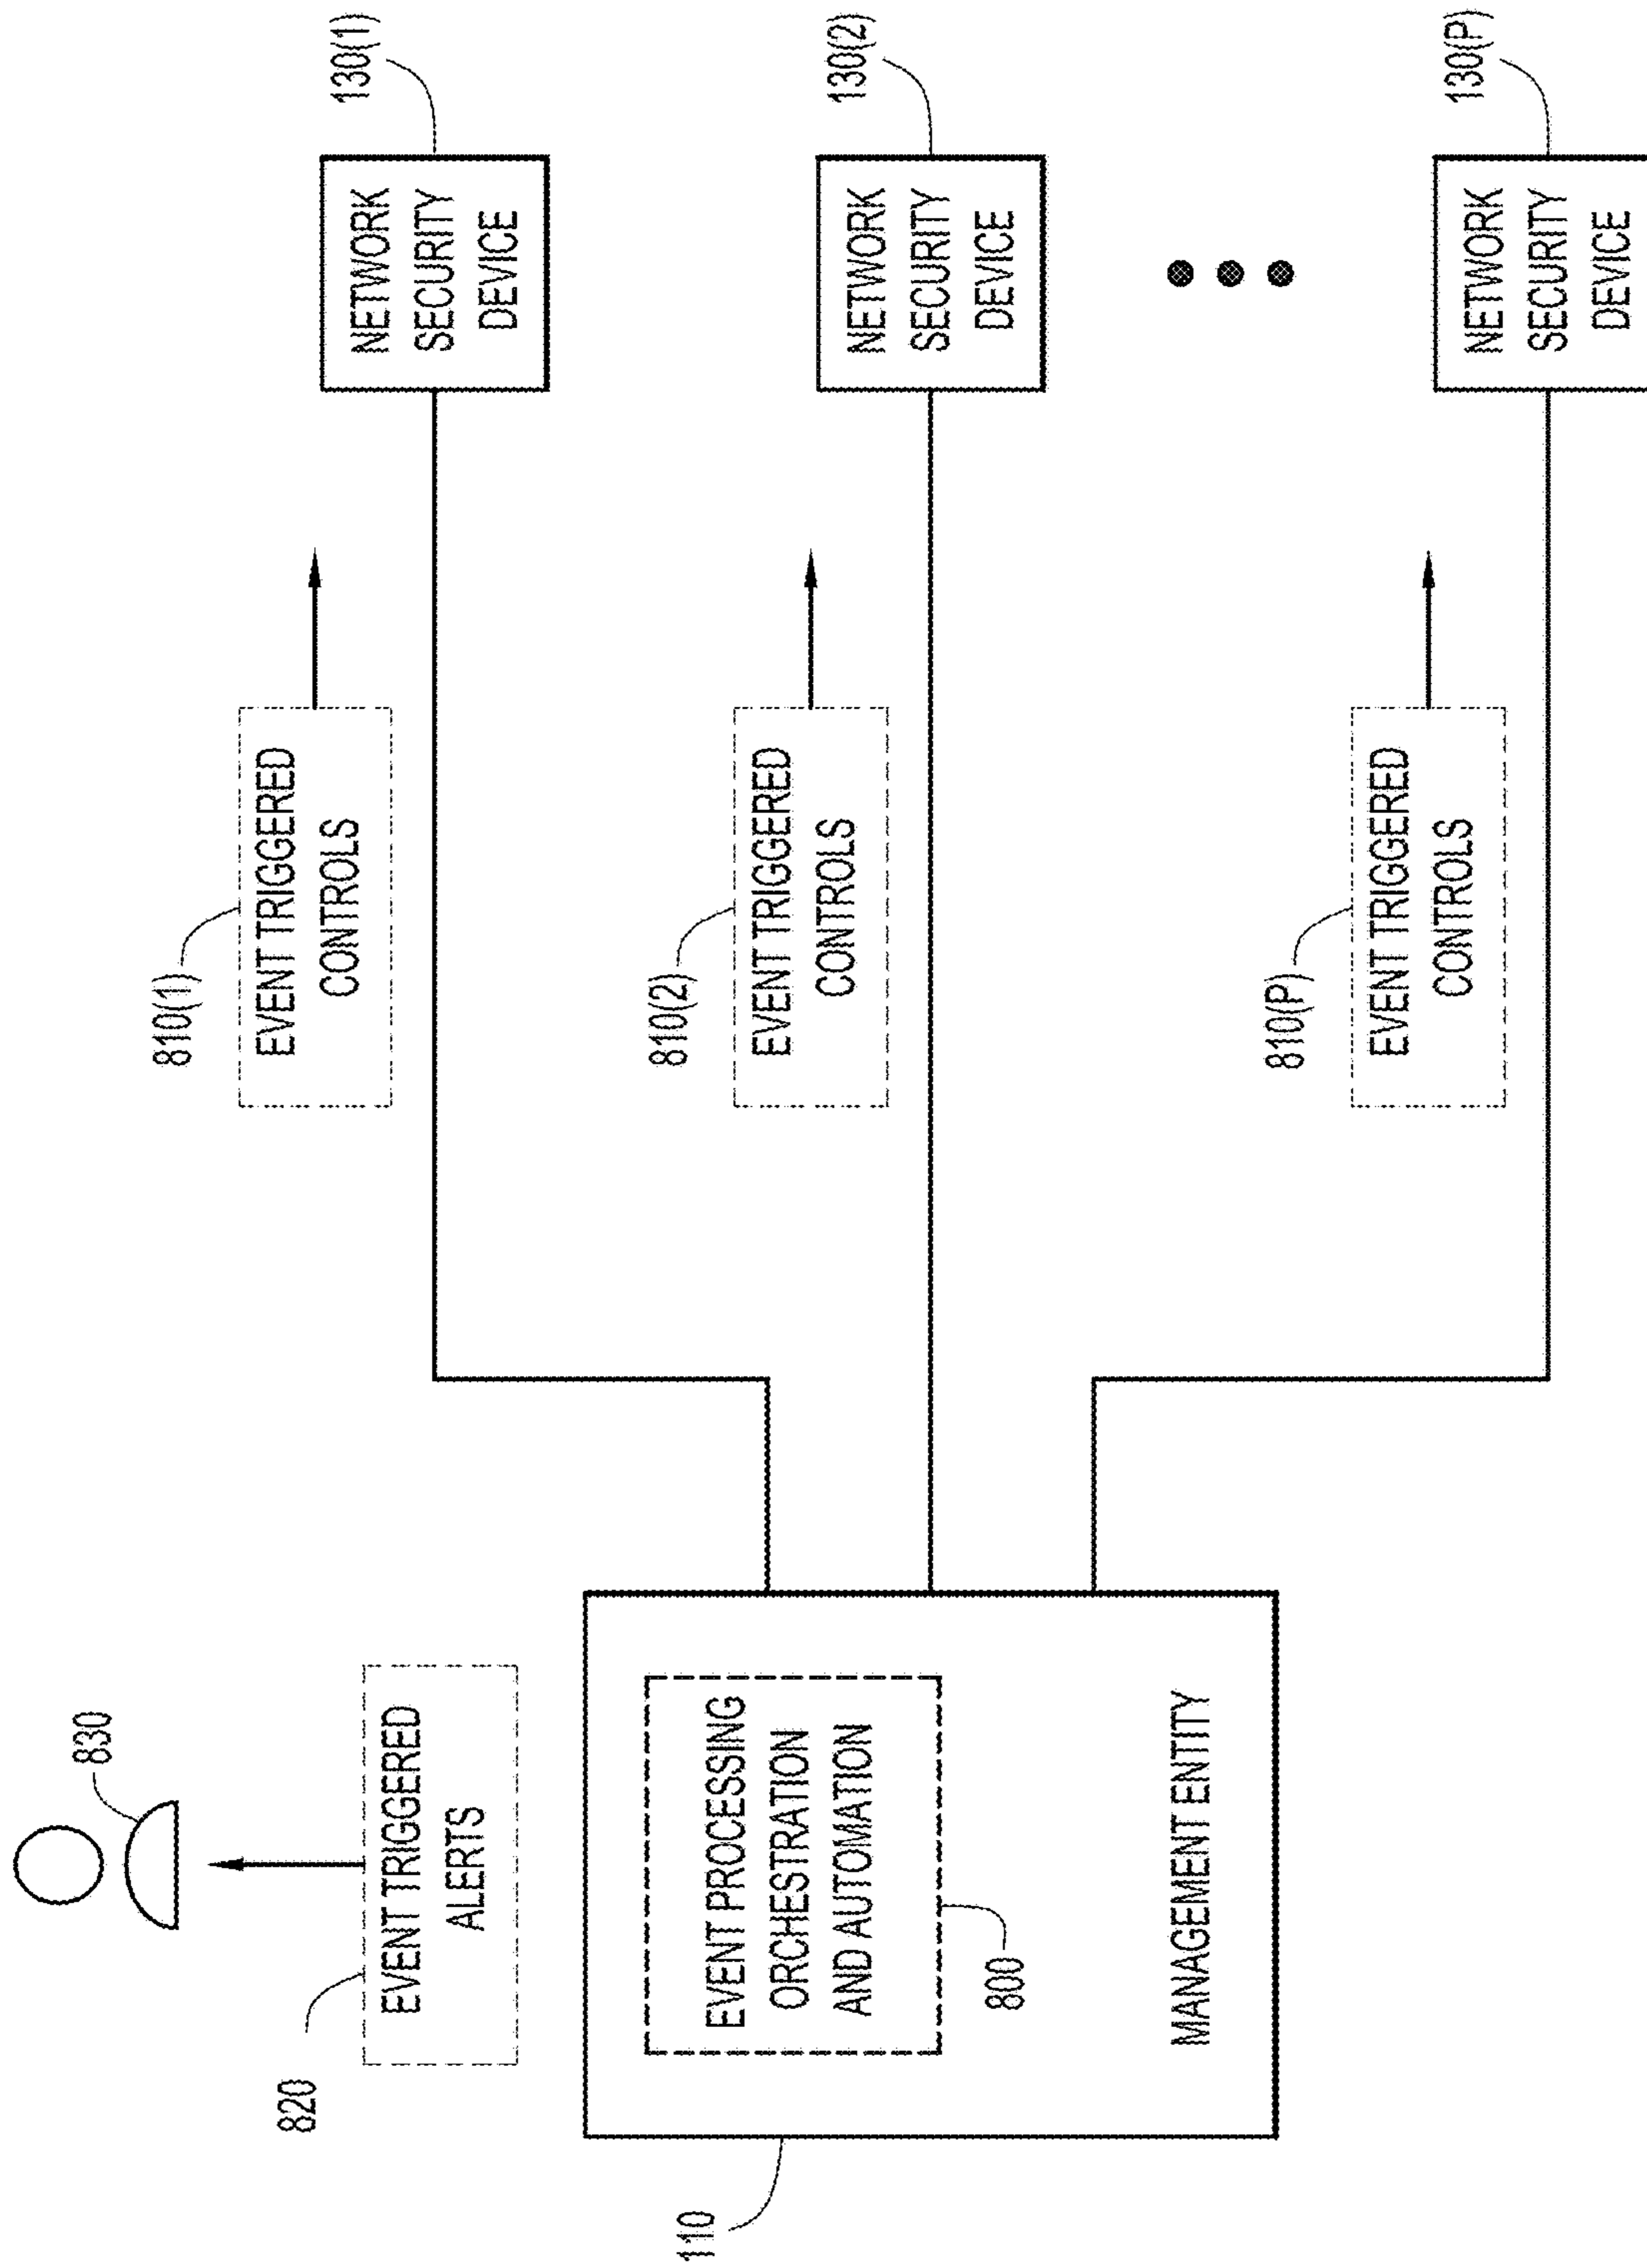 830
820
EVENT TRIGGERED
ALERTS
110
EVENT PROCESSING
ORCHESTRATION
AND AUTOMATION
800
MANAGEMENT ENTITY
810(1)
EVENT TRIGGERED
CONTROLS
130(1)
NETWORK
SECURITY
DEVICE
810(2)
EVENT TRIGGERED
CONTROLS
130(2)
NETWORK
SECURITY
DEVICE
810(P)
EVENT TRIGGERED
CONTROLS
130(P)
NETWORK
SECURITY
DEVICE